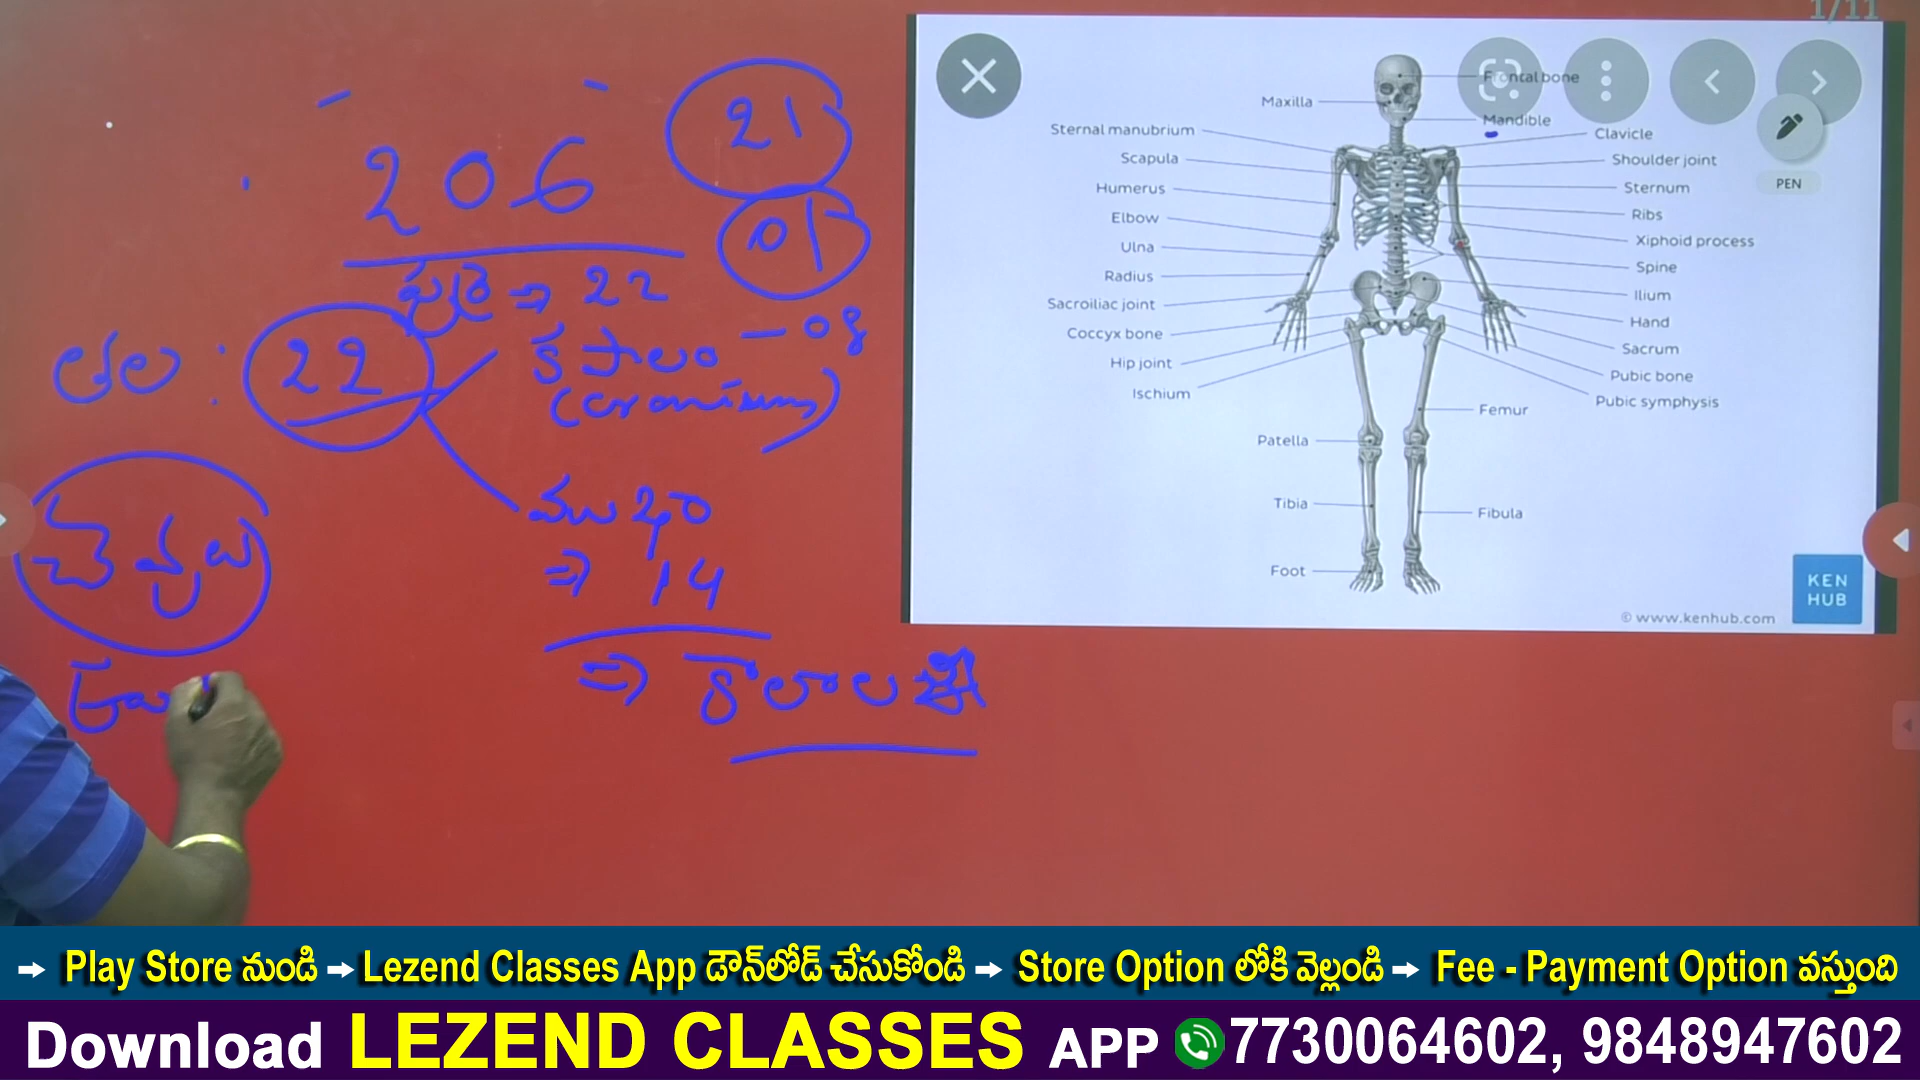 1/11
206
21
01
పుర్రె ⇒ 22
తల : 22
కపాలం - 08
(cranium)
ముఖం
⇒ 14
చెవులు
Frontal bone
Maxilla
Mandible
Sternal manubrium
Clavicle
Scapula
Shoulder joint
Humerus
Sternum
Elbow
Ribs
Ulna
Xiphoid process
Radius
Spine
Sacroiliac joint
Ilium
Coccyx bone
Hand
Hip joint
Sacrum
Ischium
Pubic bone
Pubic symphysis
Femur
Patella
Tibia
Fibula
Foot
PEN
KEN
HUB
© www.kenhub.com
→ Play Store నుండి → Lezend Classes App డౌన్‌లోడ్ చేసుకోండి → Store Option లోకి వెల్లండి → Fee - Payment Option వస్తుంది
Download LEZEND CLASSES APP 7730064602, 9848947602